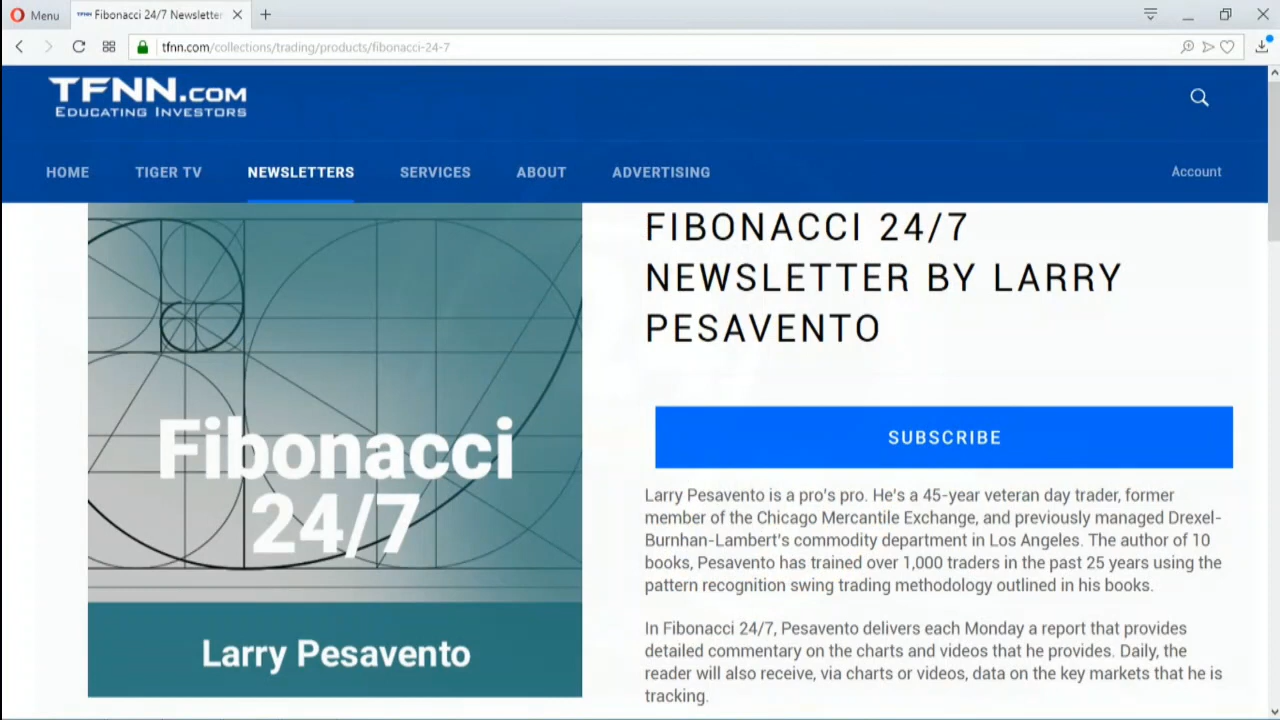 Menu
Fibonacci 24/7 Newsletter
tfnn.com/collections/trading/products/fibonacci-24-7
TFNN.COM
EDUCATING INVESTORS
HOME TIGER TV NEWSLETTERS SERVICES ABOUT ADVERTISING Account
Fibonacci
24/7
Larry Pesavento
FIBONACCI 24/7
NEWSLETTER BY LARRY
PESAVENTO
SUBSCRIBE
Larry Pesavento is a pro's pro. He's a 45-year veteran day trader, former
member of the Chicago Mercantile Exchange, and previously managed Drexel-
Burnhan-Lambert's commodity department in Los Angeles. The author of 10
books, Pesavento has trained over 1,000 traders in the past 25 years using the
pattern recognition swing trading methodology outlined in his books.
In Fibonacci 24/7, Pesavento delivers each Monday a report that provides
detailed commentary on the charts and videos that he provides. Daily, the
reader will also receive, via charts or videos, data on the key markets that he is
tracking.